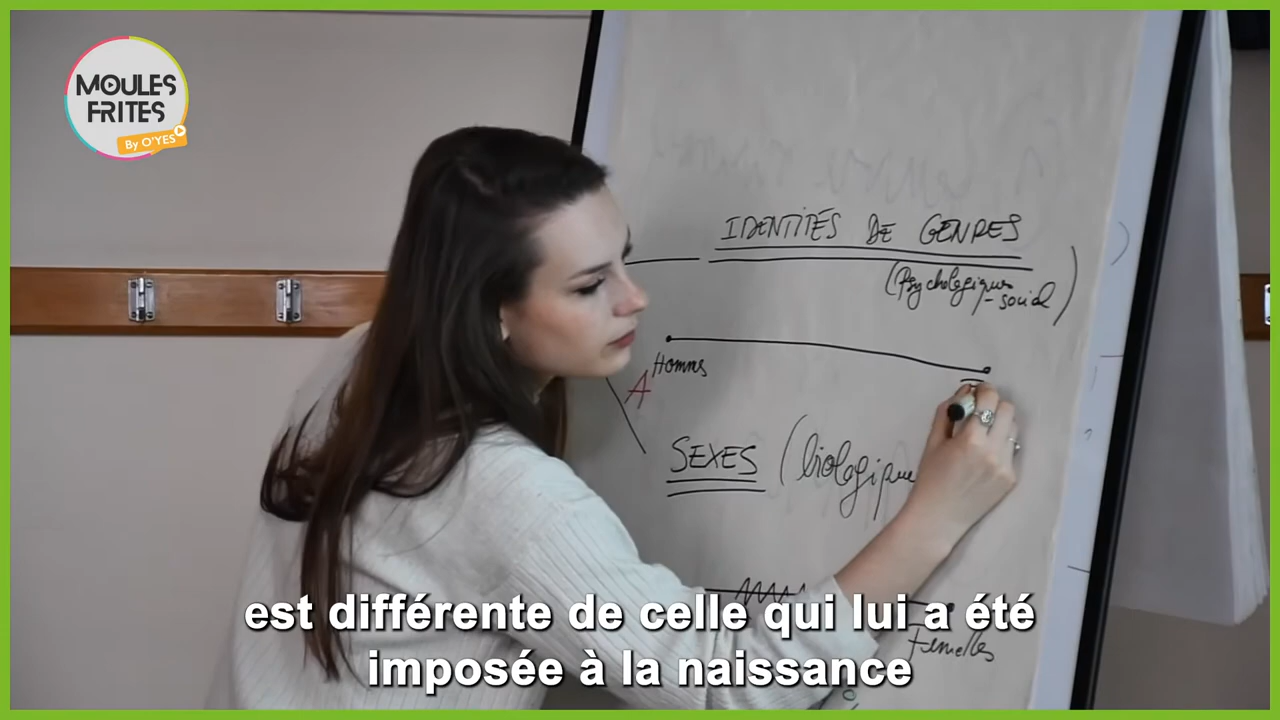 MOULES
FRITES
By O'YES
IDENTITÉS DE GENRES
(Psychologique
- social)
Hommes
A
SEXES (biologique
Femelles
est différente de celle qui lui a été
imposée à la naissance